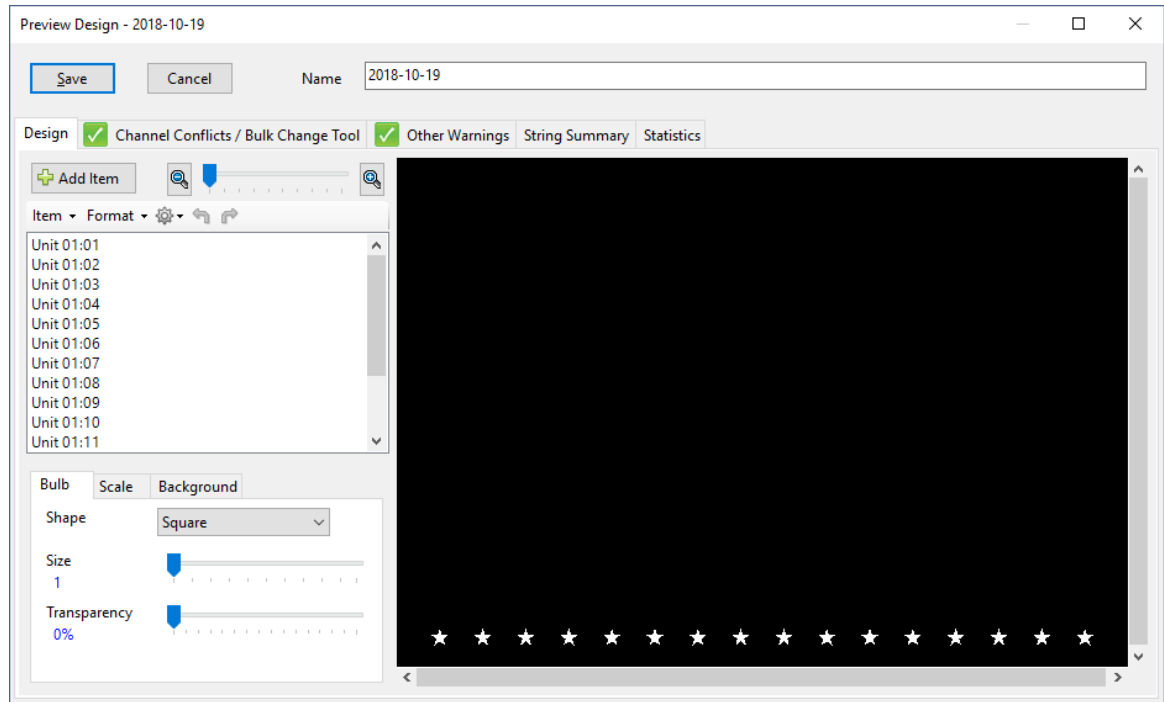 Preview Design - 2018-10-19
Save Cancel Name 2018-10-19
Design Channel Conflicts / Bulk Change Tool Other Warnings String Summary Statistics
Add Item
Item Format
Unit 01:01
Unit 01:02
Unit 01:03
Unit 01:04
Unit 01:05
Unit 01:06
Unit 01:07
Unit 01:08
Unit 01:09
Unit 01:10
Unit 01:11
Bulb Scale Background
Shape Square
Size
1
Transparency
0%